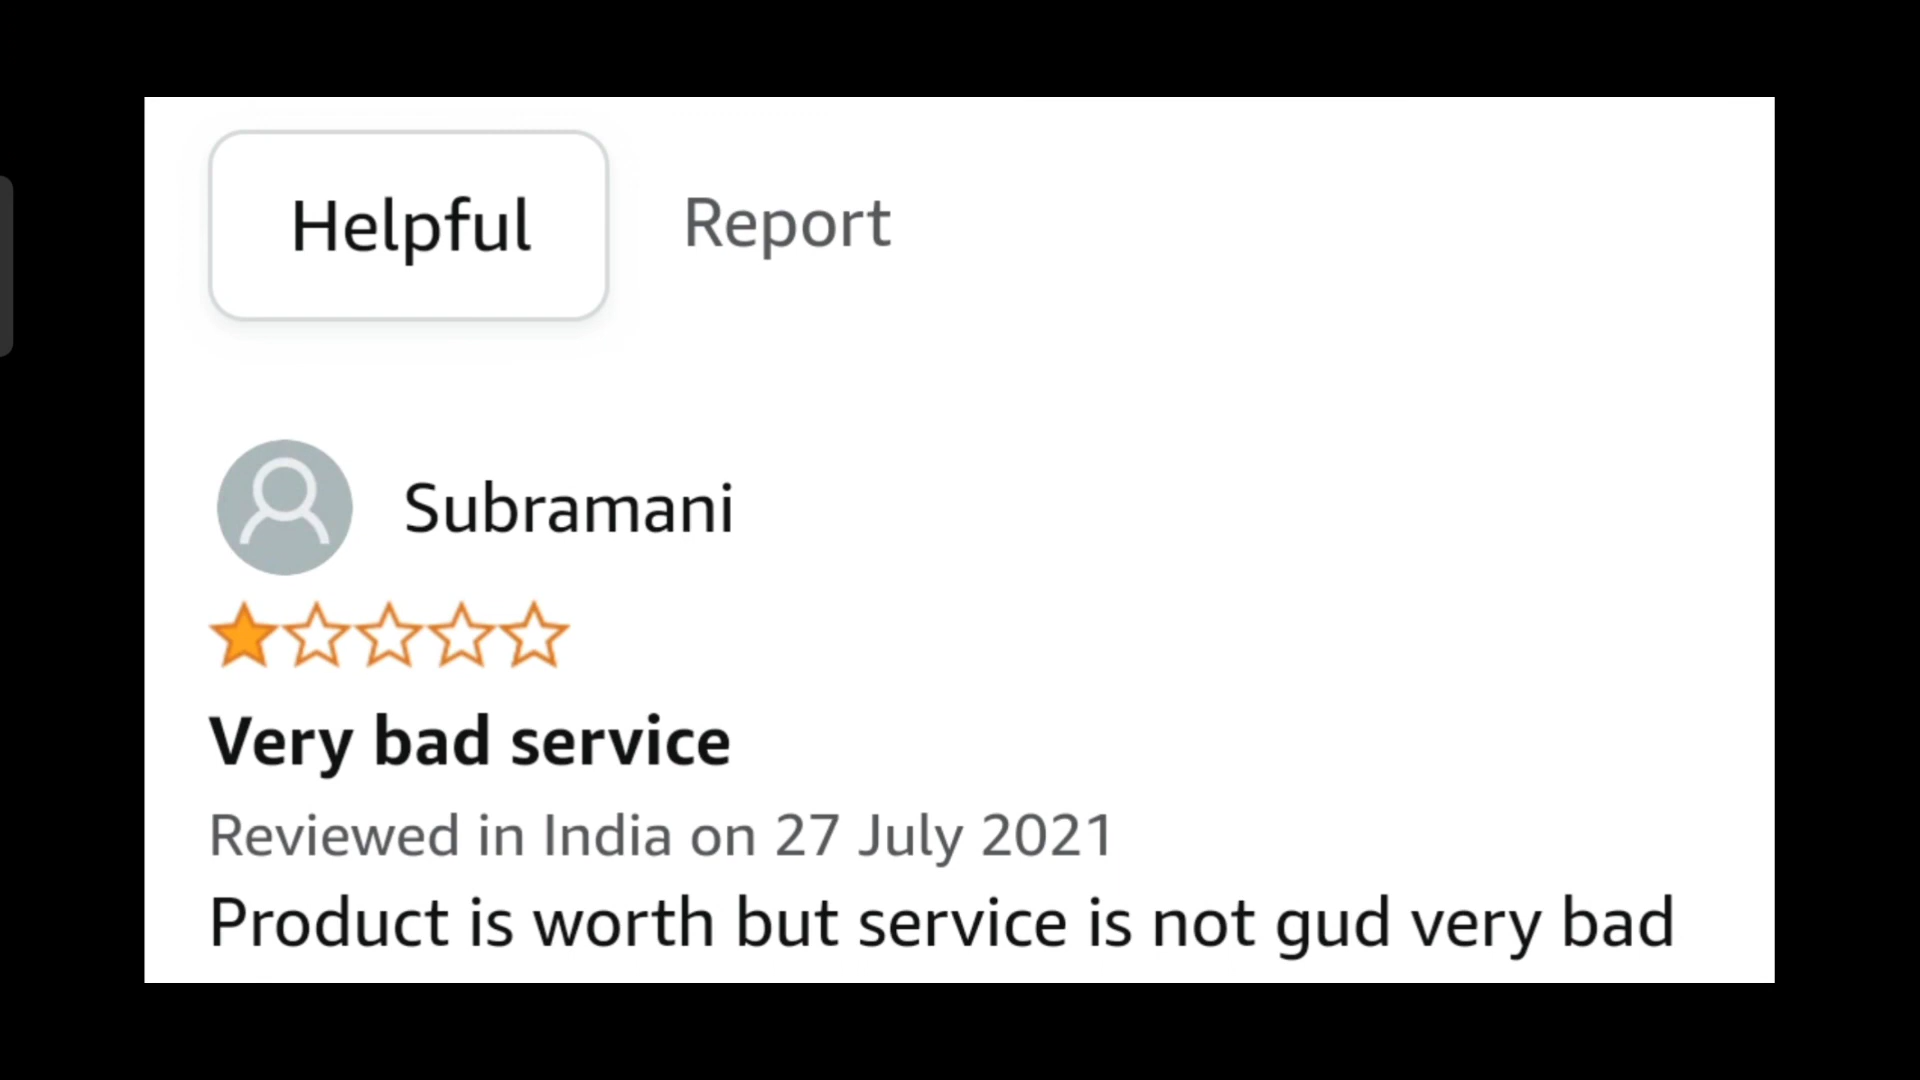 Helpful Report
Subramani
Very bad service
Reviewed in India on 27 July 2021
Product is worth but service is not gud very bad